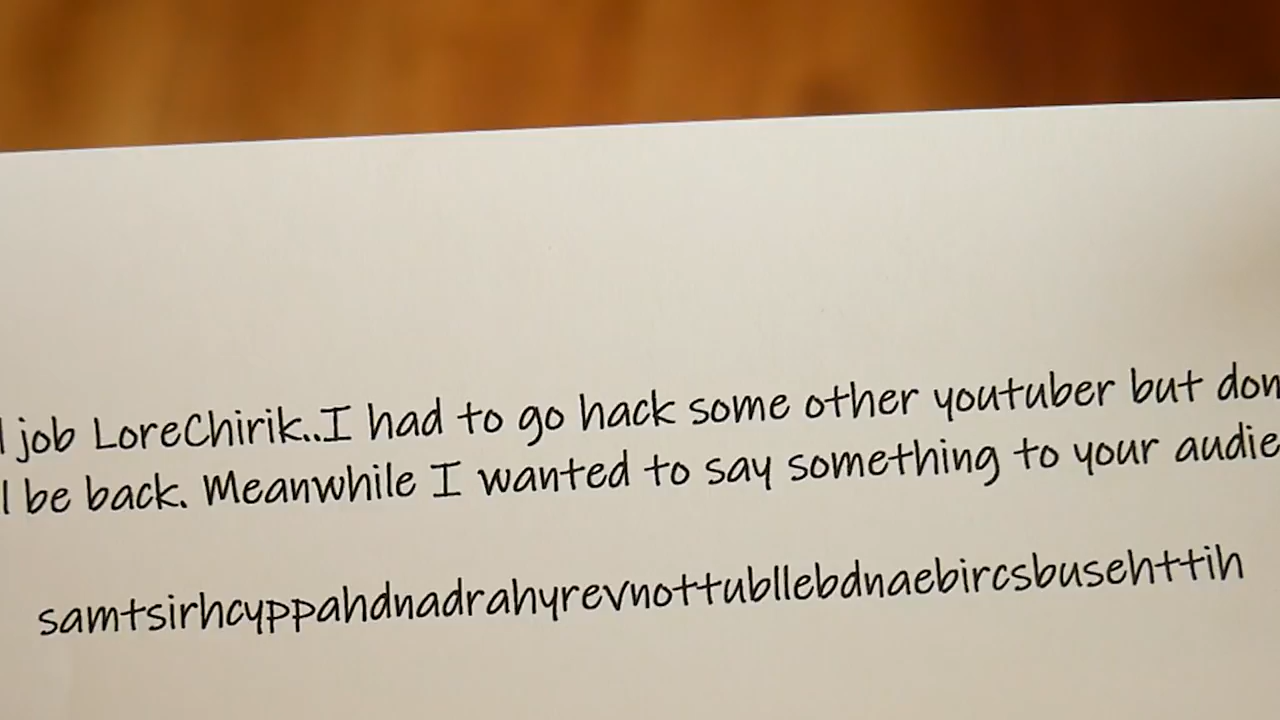 job LoreChirik..I had to go hack some other youtuber but don
be back. Meanwhile I wanted to say something to your audie
samtsirhcyppahdnadrahyrevnottubllebdnaebircsbusehttih